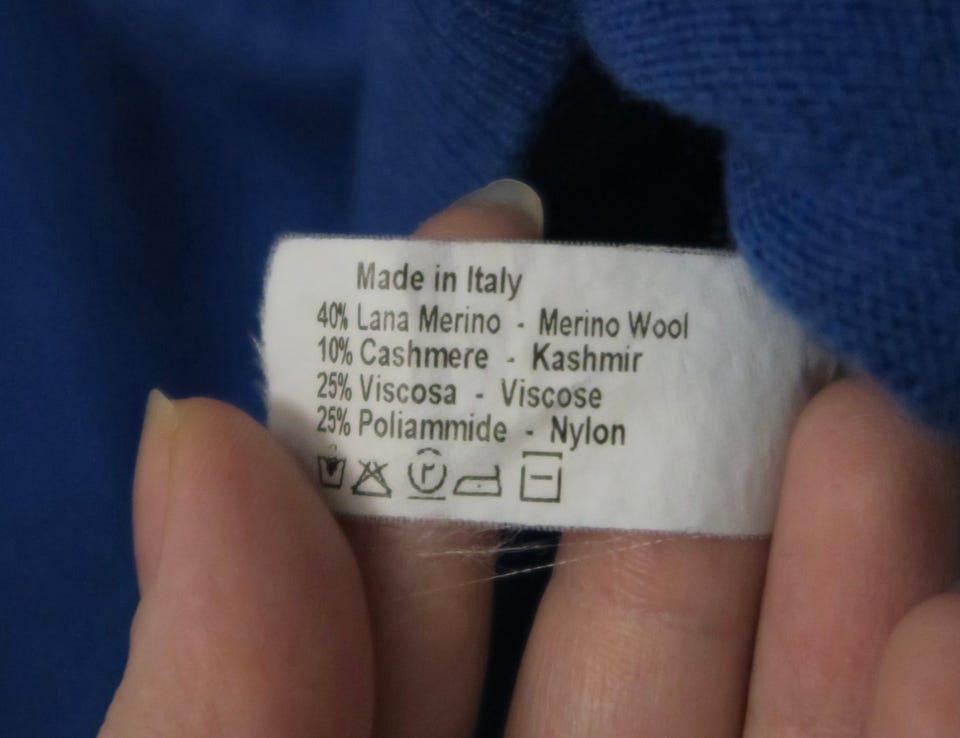 Made in Italy
40% Lana Merino - Merino Wool
10% Cashmere - Kashmir
25% Viscosa - Viscose
25% Poliammide - Nylon
P